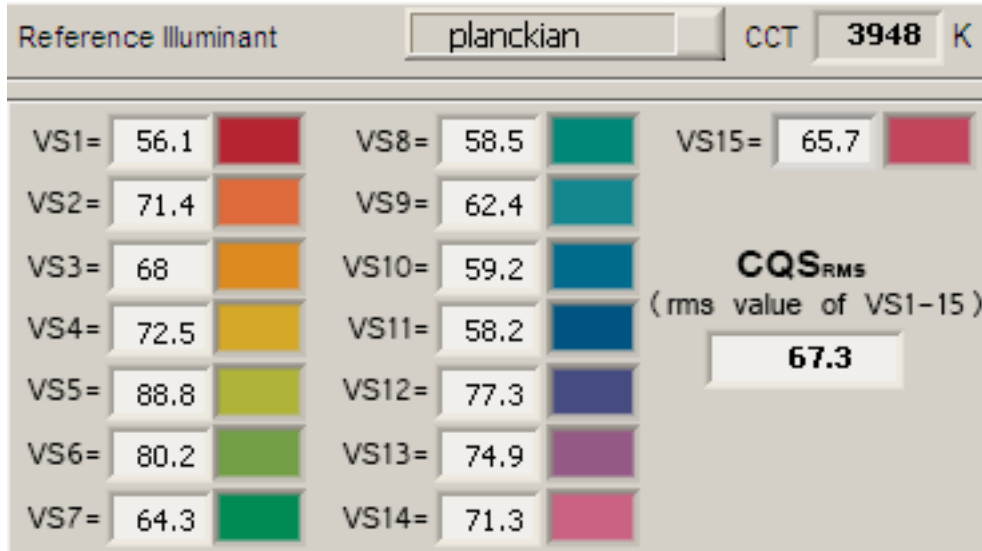 Reference Illuminant planckian CCT 3948 K
VS1= 56.1 VS8= 58.5 VS15= 65.7
VS2= 71.4 VS9= 62.4
VS3= 68 VS10= 59.2 CQSRMS
VS4= 72.5 VS11= 58.2 (rms value of VS1-15)
VS5= 88.8 VS12= 77.3 67.3
VS6= 80.2 VS13= 74.9
VS7= 64.3 VS14= 71.3